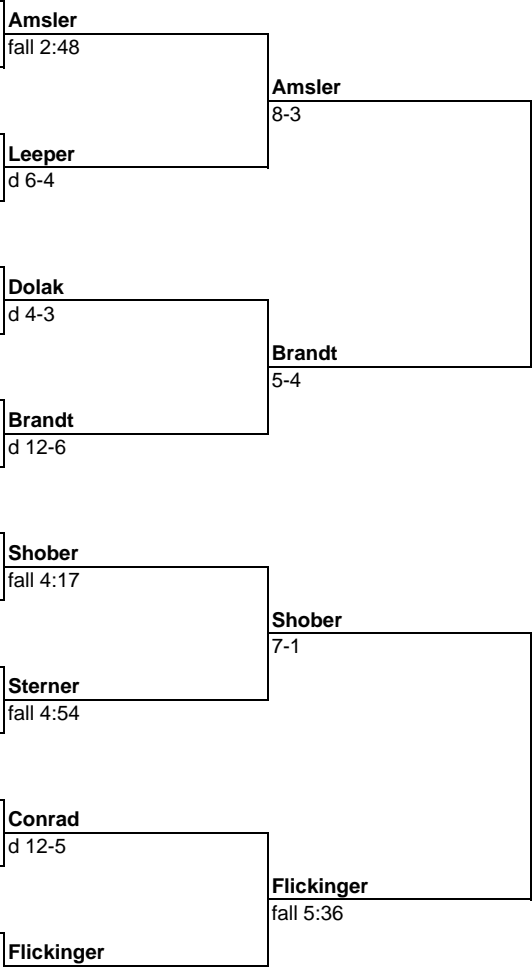 Amsler
fall 2:48
Amsler
8-3
Leeper
d 6-4
Dolak
d 4-3
Brandt
5-4
Brandt
d 12-6
Shober
fall 4:17
Shober
7-1
Sterner
fall 4:54
Conrad
d 12-5
Flickinger
fall 5:36
Flickinger